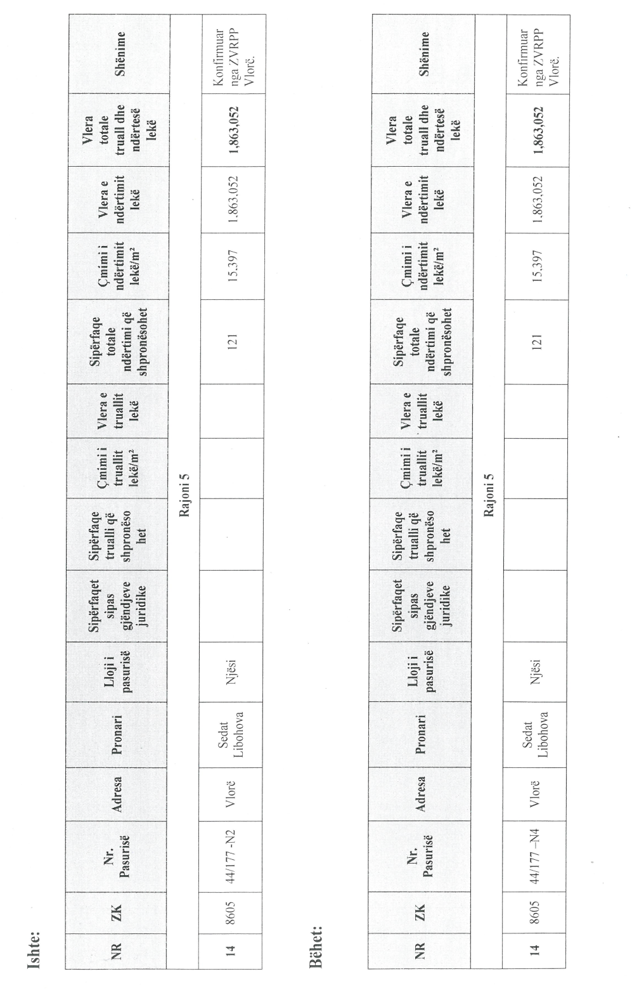 Ishte:
NR
ZK
Nr.
Pasurisë
Adresa
Pronari
Lloji i
pasurisë
Sipërfaqet
sipas
gjëndjeve
juridike
Sipërfaqe
trualli që
shpronëso
het
Çmimi i
truallit
lekë/m²
Vlera e
truallit
lekë
Sipërfaqe
totale
ndërtimi që
shpronësohet
Çmimi i
ndërtimit
lekë/m²
Vlera e
ndërtimit
lekë
Vlera
totale
truall dhe
ndërtesë
lekë
Shënime
Rajoni 5
14
8605
44/177 -N2
Vlorë
Sedat
Libohova
Njësi
121
15.397
1.863.052
1,863,052
Konfirmuar
nga ZVRPP
Vlorë.
Bëhet:
NR
ZK
Nr.
Pasurisë
Adresa
Pronari
Lloji i
pasurisë
Sipërfaqet
sipas
gjëndjeve
juridike
Sipërfaqe
trualli që
shpronëso
het
Çmimi i
truallit
lekë/m²
Vlera e
truallit
lekë
Sipërfaqe
totale
ndërtimi që
shpronësohet
Çmimi i
ndërtimit
lekë/m²
Vlera e
ndërtimit
lekë
Vlera
totale
truall dhe
ndërtesë
lekë
Shënime
Rajoni 5
14
8605
44/177 –N4
Vlorë
Sedat
Libohova
Njësi
121
15.397
1.863.052
1,863,052
Konfirmuar
nga ZVRPP
Vlorë.